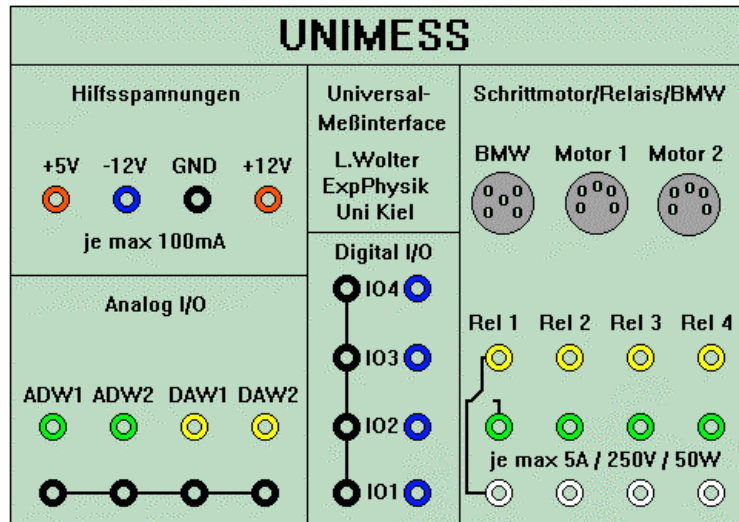 UNIMESS
Hilfsspannungen
+5V -12V GND +12V
je max 100mA
Universal-
Meßinterface
L.Wolter
ExpPhysik
Uni Kiel
Schrittmotor/Relais/BMW
BMW Motor 1 Motor 2
Analog I/O
ADW1 ADW2 DAW1 DAW2
Digital I/O
IO4
IO3
IO2
IO1
Rel 1 Rel 2 Rel 3 Rel 4
je max 5A / 250V / 50W